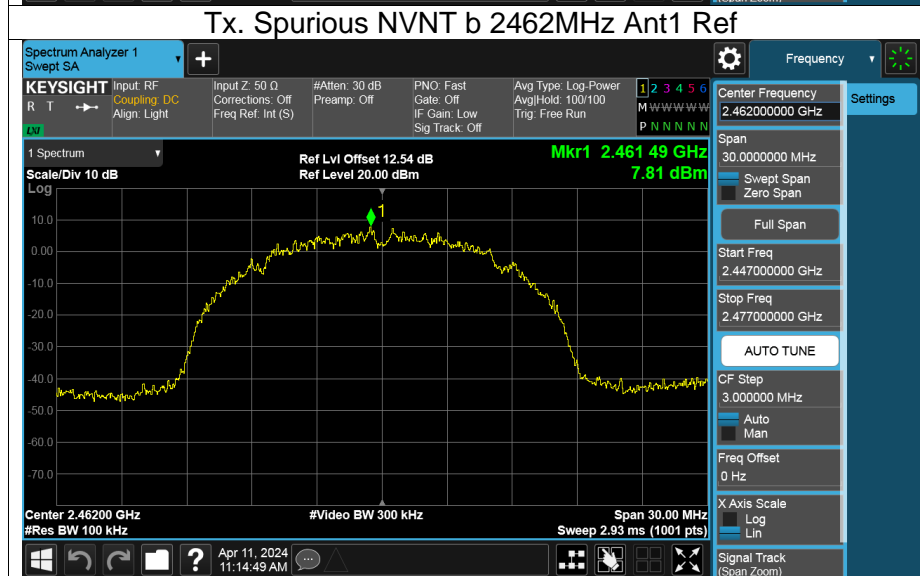 (Span Zoom)
Tx. Spurious NVNT b 2462MHz Ant1 Ref
Spectrum Analyzer 1
Swept SA
+
Frequency
KEYSIGHT
R T
LXI
Input: RF
Coupling: DC
Align: Light
Input Z: 50 Ω
Corrections: Off
Freq Ref: Int (S)
#Atten: 30 dB
Preamp: Off
PNO: Fast
Gate: Off
IF Gain: Low
Sig Track: Off
Avg Type: Log-Power
Avg|Hold: 100/100
Trig: Free Run
1 2 3 4 5 6
M W W W W W
P N N N N N
1 Spectrum
Scale/Div 10 dB
Log
Ref Lvl Offset 12.54 dB
Ref Level 20.00 dBm
Mkr1 2.461 49 GHz
7.81 dBm
1
10.0
0.00
-10.0
-20.0
-30.0
-40.0
-50.0
-60.0
-70.0
Center 2.46200 GHz
#Res BW 100 kHz
#Video BW 300 kHz
Span 30.00 MHz
Sweep 2.93 ms (1001 pts)
Center Frequency
2.462000000 GHz
Settings
Span
30.0000000 MHz
Swept Span
Zero Span
Full Span
Start Freq
2.447000000 GHz
Stop Freq
2.477000000 GHz
AUTO TUNE
CF Step
3.000000 MHz
Auto
Man
Freq Offset
0 Hz
X Axis Scale
Log
Lin
Signal Track
(Span Zoom)
?
Apr 11, 2024
11:14:49 AM